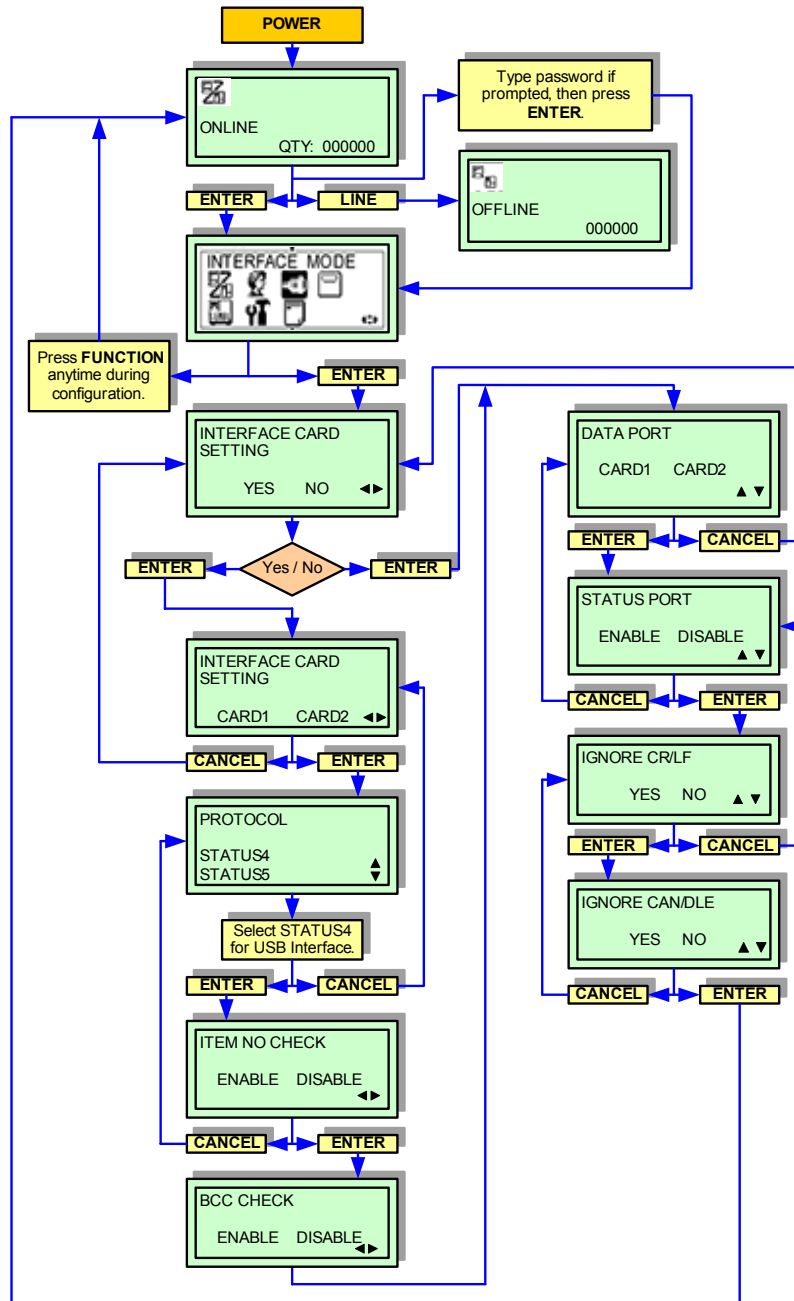 POWER
ONLINE
QTY: 000000
Type password if
prompted, then press
ENTER.
ENTER
LINE
OFFLINE
000000
INTERFACE MODE
Press FUNCTION
anytime during
configuration.
ENTER
INTERFACE CARD
SETTING
YES NO
ENTER
Yes / No
ENTER
INTERFACE CARD
SETTING
CARD1 CARD2
CANCEL
ENTER
PROTOCOL
STATUS4
STATUS5
Select STATUS4
for USB Interface.
ENTER
CANCEL
ITEM NO CHECK
ENABLE DISABLE
CANCEL
ENTER
BCC CHECK
ENABLE DISABLE
DATA PORT
CARD1 CARD2
ENTER
CANCEL
STATUS PORT
ENABLE DISABLE
CANCEL
ENTER
IGNORE CR/LF
YES NO
ENTER
CANCEL
IGNORE CAN/DLE
YES NO
CANCEL
ENTER